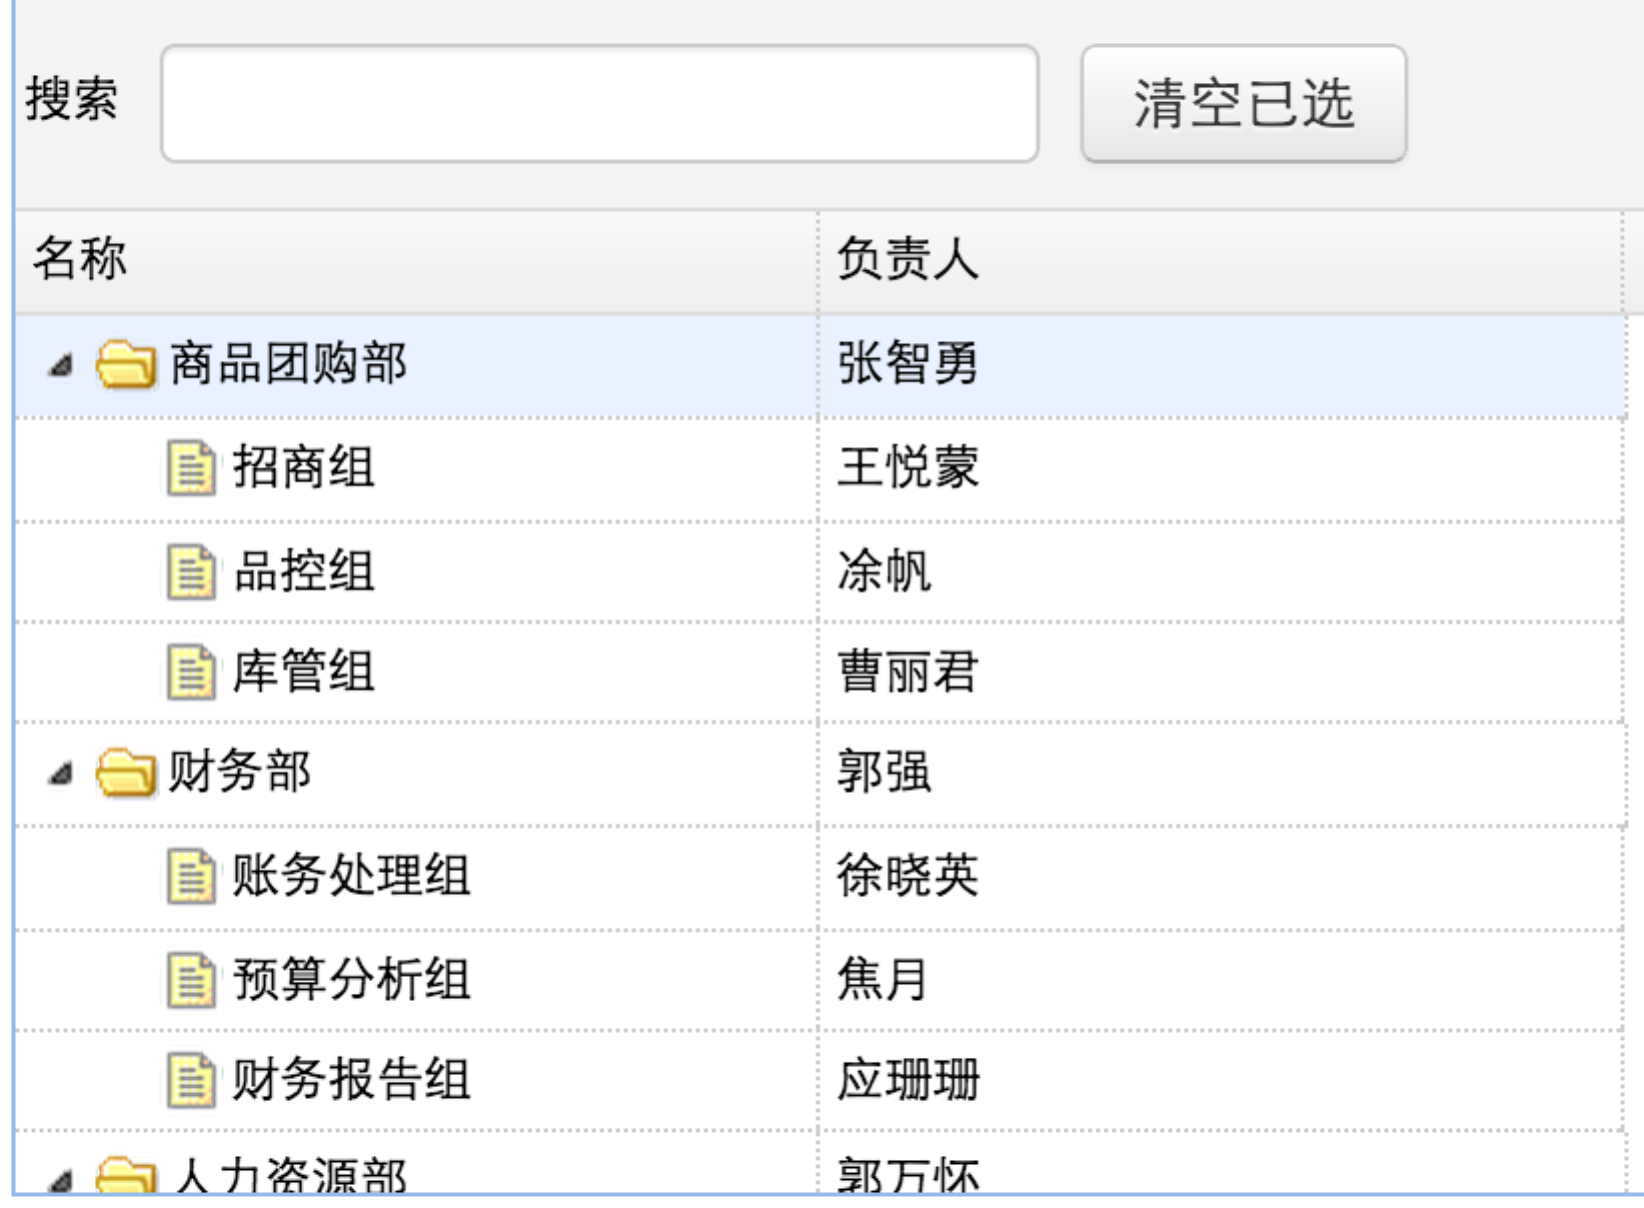 搜索 清空已选
名称 负责人
商品团购部 张智勇
招商组 王悦蒙
品控组 涂帆
库管组 曹丽君
财务部 郭强
账务处理组 徐晓英
预算分析组 焦月
财务报告组 应珊珊
人力资源部 郭万怀